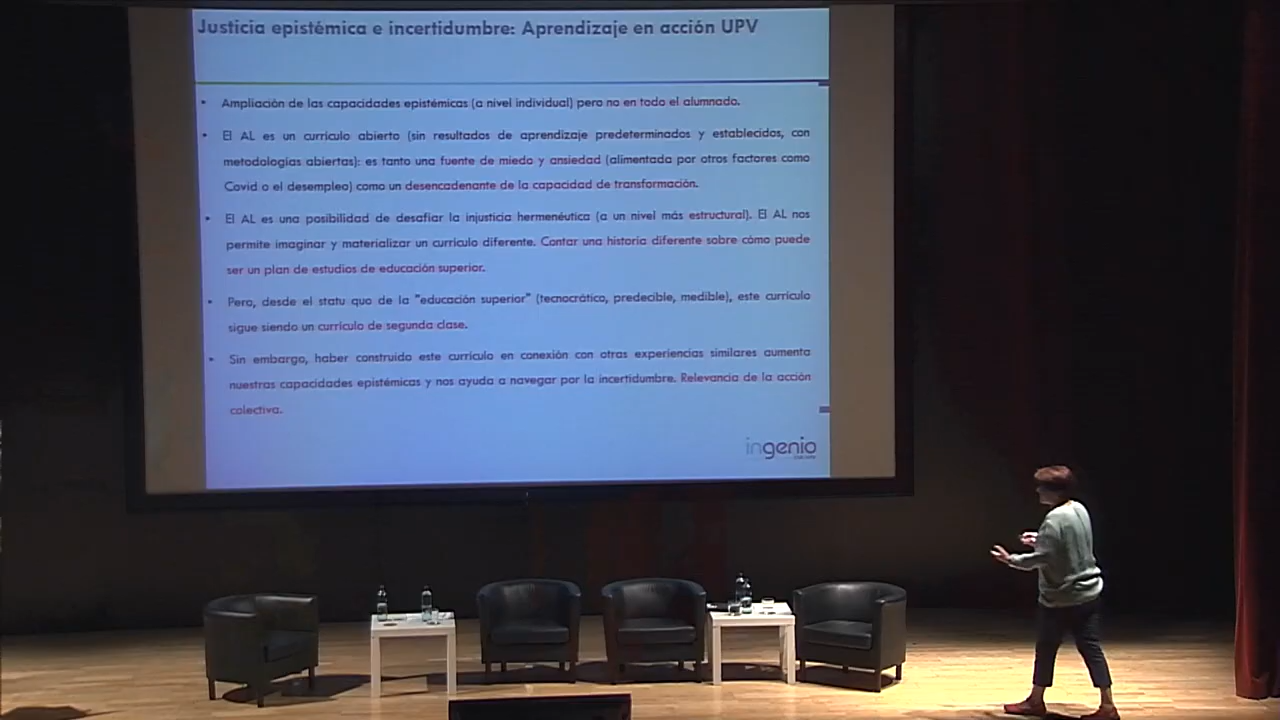 Justicia epistémica e incertidumbre: Aprendizaje en acción UPV
• Ampliación de las capacidades epistémicas (a nivel individual) pero no en todo el alumnado.
• El AL es un currículo abierto (sin resultados de aprendizaje predeterminados y establecidos, con
metodologías abiertas): es tanto una fuente de miedo y ansiedad (alimentada por otros factores como
Covid o el desempleo) como un desencadenante de la capacidad de transformación.
• El AL es una posibilidad de desafiar la injusticia hermenéutica (a un nivel más estructural). El AL nos
permite imaginar y materializar un currículo diferente. Contar una historia diferente sobre cómo puede
ser un plan de estudios de educación superior.
• Pero, desde el statu quo de la "educación superior" (tecnocrático, predecible, medible), este currículo
sigue siendo un currículo de segunda clase.
• Sin embargo, haber construido este currículo en conexión con otras experiencias similares aumenta
nuestras capacidades epistémicas y nos ayuda a navegar por la incertidumbre. Relevancia de la acción
colectiva.
ingenio